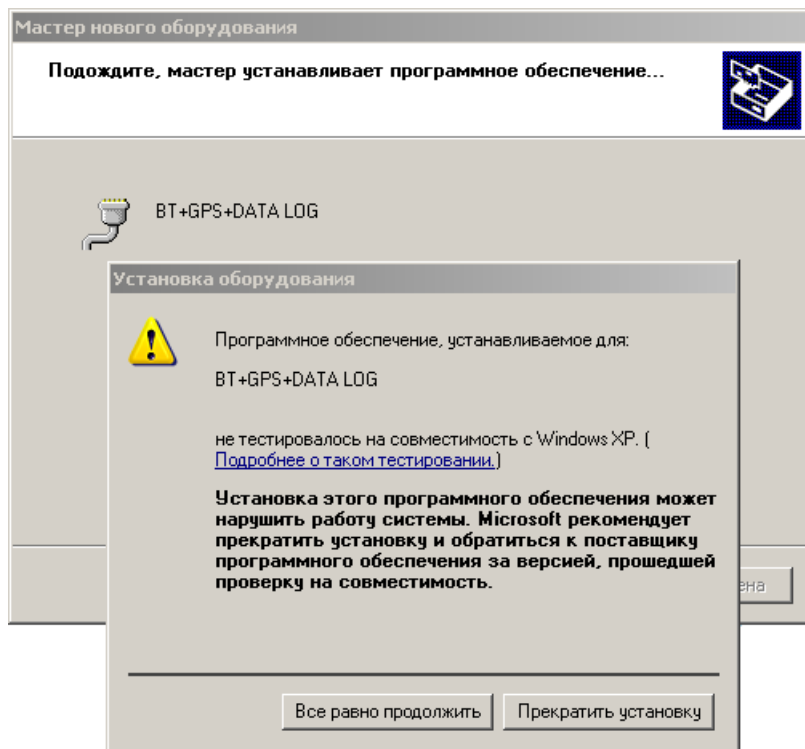 Мастер нового оборудования
Подождите, мастер устанавливает программное обеспечение...
BT+GPS+DATA LOG
Установка оборудования
Программное обеспечение, устанавливаемое для:
BT+GPS+DATA LOG
не тестировалось на совместимость с Windows XP. (
Подробнее о таком тестировании.)
Установка этого программного обеспечения может
нарушить работу системы. Microsoft рекомендует
прекратить установку и обратиться к поставщику
программного обеспечения за версией, прошедшей
проверку на совместимость.
ена
Все равно продолжить
Прекратить установку